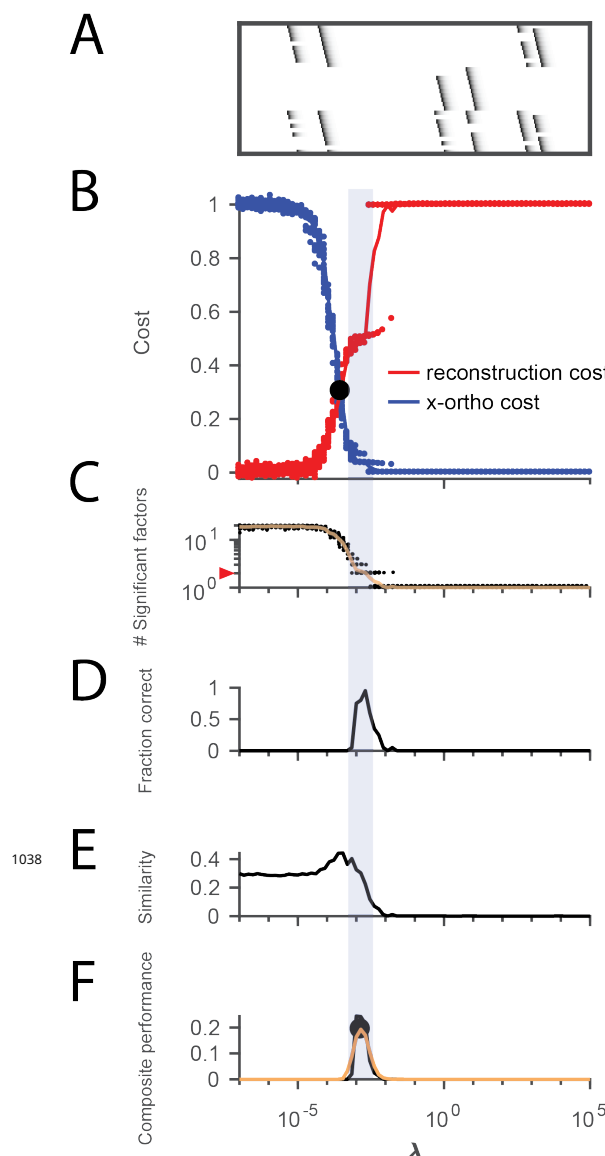 A
B
1
0.8
0.6
0.4
0.2
0
Cost
reconstruction cost
x-ortho cost
C
10^1
10^0
# Significant factors
D
1
0.5
0
Fraction correct
1038
E
0.4
0.2
0
Similarity
F
0.2
0.1
0
Composite performance
10^-5
10^0
10^5
λ